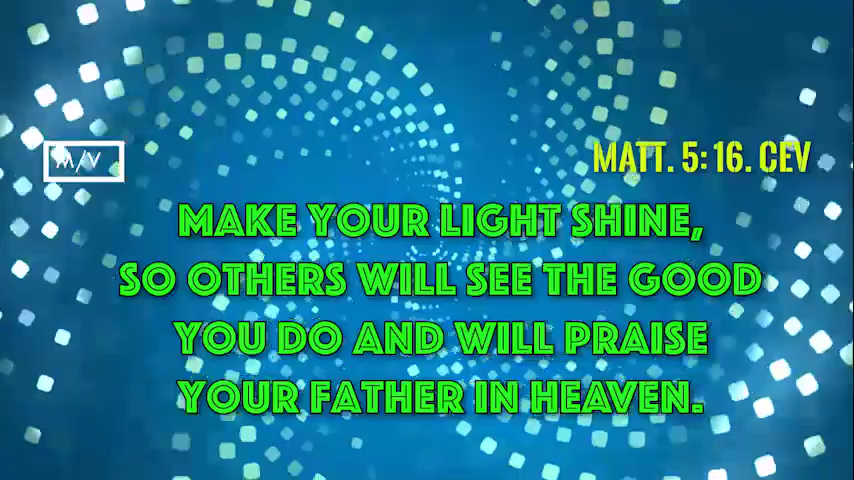 M/V
MATT. 5:16. CEV
MAKE YOUR LIGHT SHINE,
SO OTHERS WILL SEE THE GOOD
YOU DO AND WILL PRAISE
YOUR FATHER IN HEAVEN.